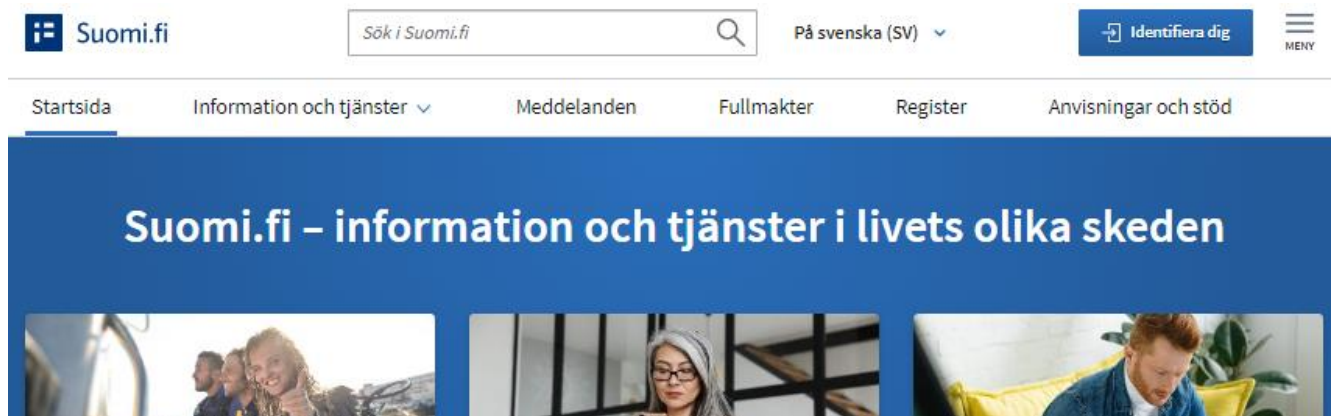 Suomi.fi
Sök i Suomi.fi
På svenska (SV)
Identifiera dig
MENY
Startsida
Information och tjänster
Meddelanden
Fullmakter
Register
Anvisningar och stöd
Suomi.fi – information och tjänster i livets olika skeden